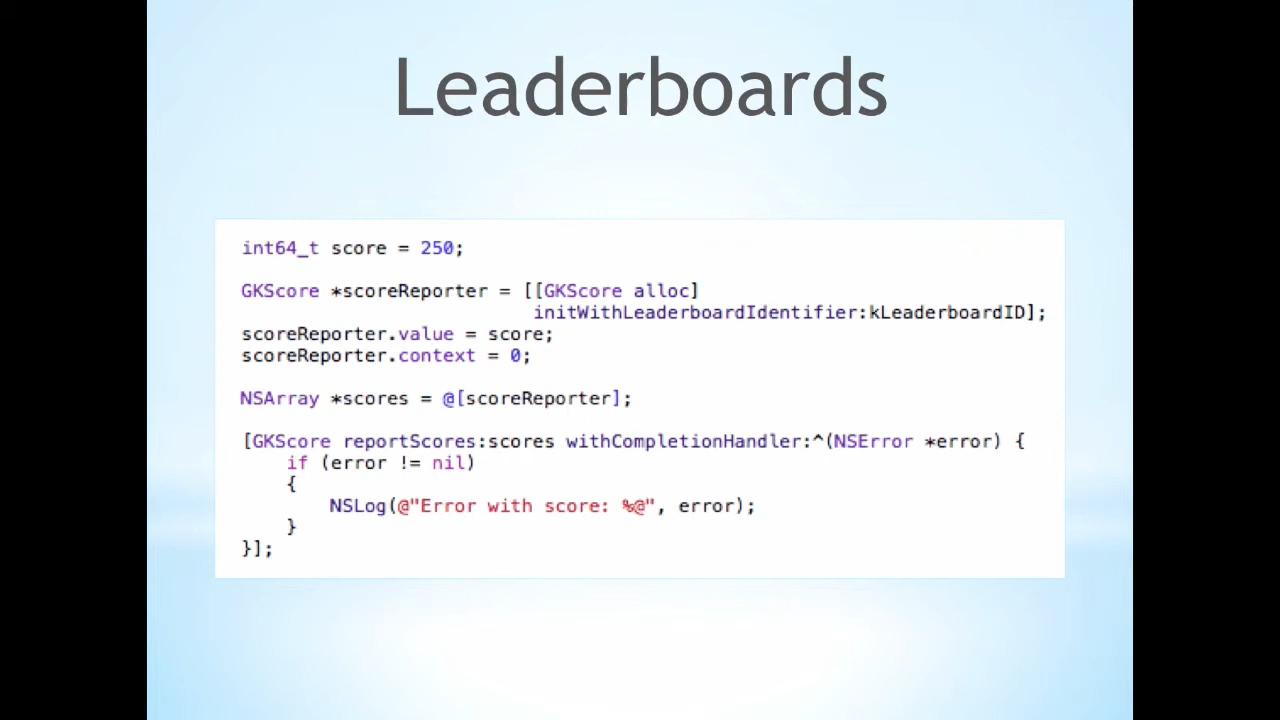 Leaderboards
int64_t score = 250;
GKScore *scoreReporter = [[GKScore alloc]
initWithLeaderboardIdentifier:kLeaderboardID];
scoreReporter.value = score;
scoreReporter.context = 0;
NSArray *scores = @[scoreReporter];
[GKScore reportScores:scores withCompletionHandler:^(NSError *error) {
if (error != nil)
{
NSLog(@"Error with score: %@", error);
}
}];